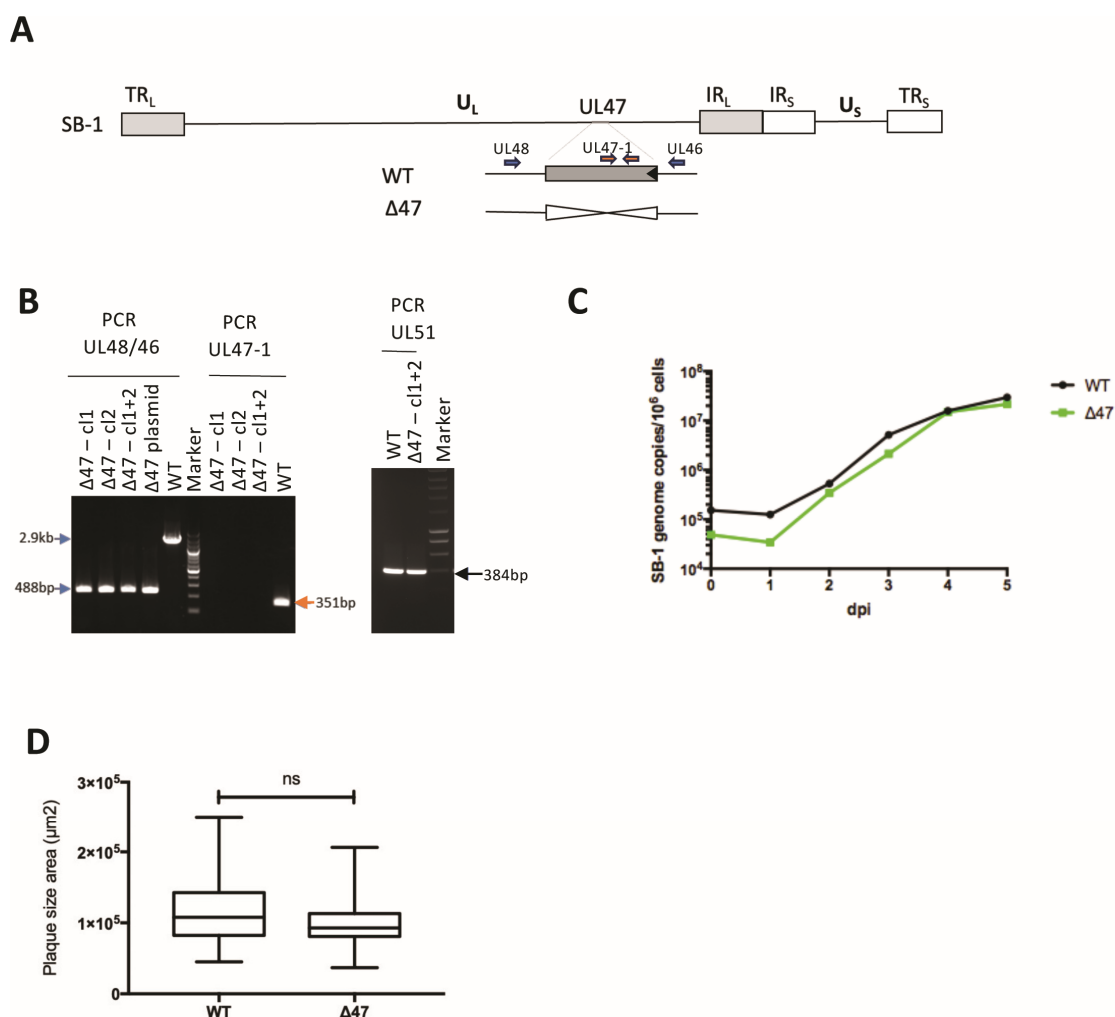 A
TRL
UL
UL47
IRL
IRS
US
TRS
SB-1
UL48
UL47-1
UL46
WT
Δ47
B
PCR
UL48/46
PCR
UL47-1
Δ47 – cl1
Δ47 – cl2
Δ47 – cl1+2
Δ47 plasmid
WT
Marker
Δ47 – cl1
Δ47 – cl2
Δ47 – cl1+2
WT
2.9kb
488bp
351bp
PCR
UL51
WT
Δ47 – cl1+2
Marker
384bp
C
SB-1 genome copies/10⁶ cells
10⁸
10⁷
10⁶
10⁵
10⁴
0 1 2 3 4 5
dpi
WT
Δ47
D
Plaque size area (µm2)
3×10⁵
2×10⁵
1×10⁵
0
ns
WT Δ47